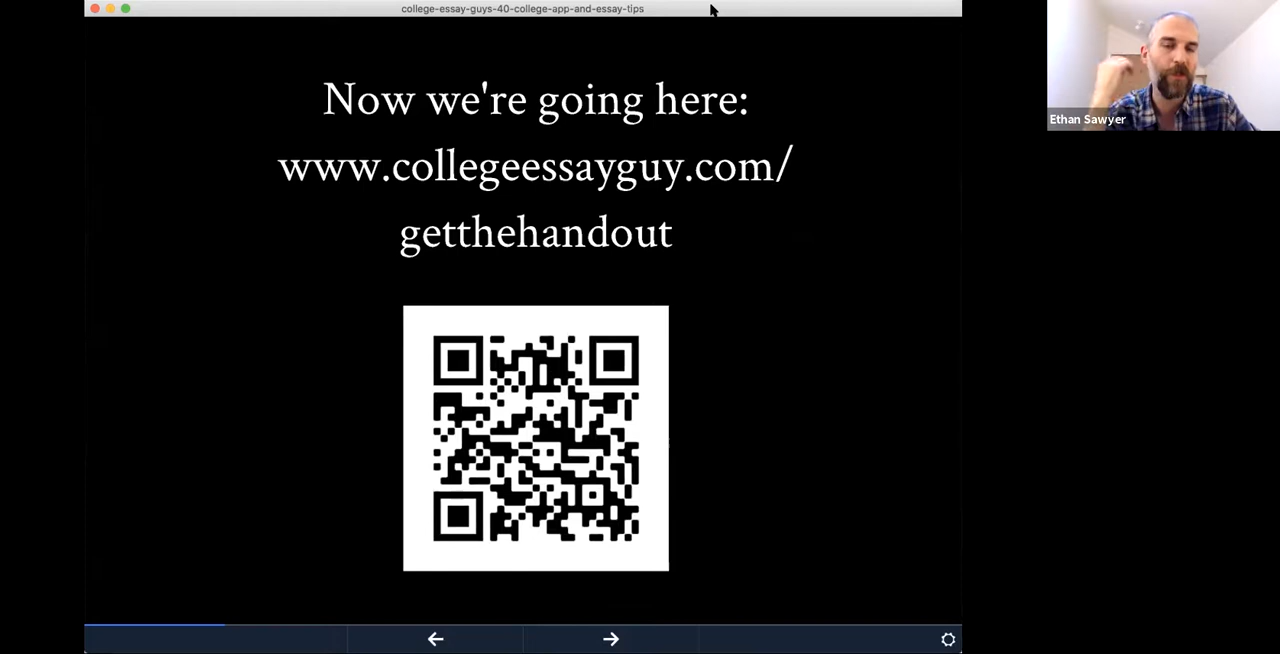 college-essay-guys-40-college-app-and-essay-tips
Now we're going here:
www.collegeessayguy.com/
getthehandout
Ethan Sawyer